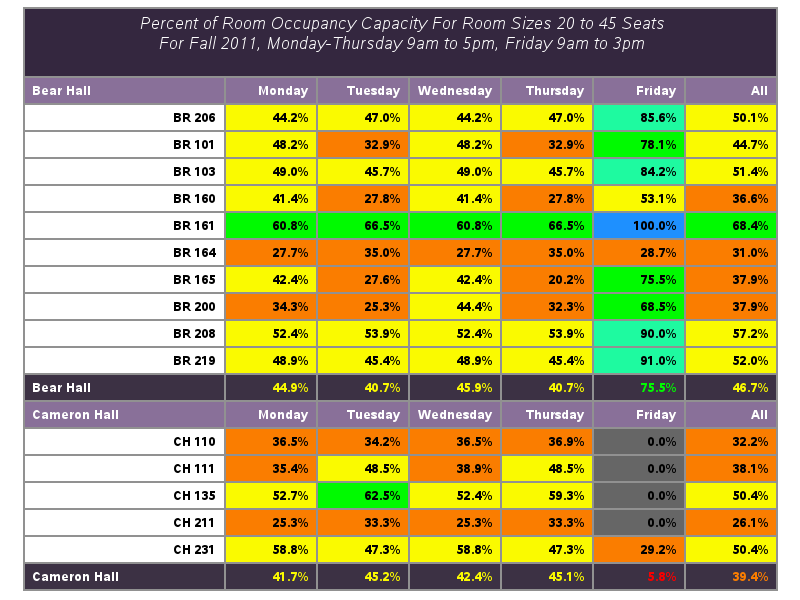 Percent of Room Occupancy Capacity For Room Sizes 20 to 45 Seats
For Fall 2011, Monday-Thursday 9am to 5pm, Friday 9am to 3pm
Bear Hall Monday Tuesday Wednesday Thursday Friday All
BR 206 44.2% 47.0% 44.2% 47.0% 85.6% 50.1%
BR 101 48.2% 32.9% 48.2% 32.9% 78.1% 44.7%
BR 103 49.0% 45.7% 49.0% 45.7% 84.2% 51.4%
BR 160 41.4% 27.8% 41.4% 27.8% 53.1% 36.6%
BR 161 60.8% 66.5% 60.8% 66.5% 100.0% 68.4%
BR 164 27.7% 35.0% 27.7% 35.0% 28.7% 31.0%
BR 165 42.4% 27.6% 42.4% 20.2% 75.5% 37.9%
BR 200 34.3% 25.3% 44.4% 32.3% 68.5% 37.9%
BR 208 52.4% 53.9% 52.4% 53.9% 90.0% 57.2%
BR 219 48.9% 45.4% 48.9% 45.4% 91.0% 52.0%
Bear Hall 44.9% 40.7% 45.9% 40.7% 75.5% 46.7%
Cameron Hall Monday Tuesday Wednesday Thursday Friday All
CH 110 36.5% 34.2% 36.5% 36.9% 0.0% 32.2%
CH 111 35.4% 48.5% 38.9% 48.5% 0.0% 38.1%
CH 135 52.7% 62.5% 52.4% 59.3% 0.0% 50.4%
CH 211 25.3% 33.3% 25.3% 33.3% 0.0% 26.1%
CH 231 58.8% 47.3% 58.8% 47.3% 29.2% 50.4%
Cameron Hall 41.7% 45.2% 42.4% 45.1% 5.8% 39.4%